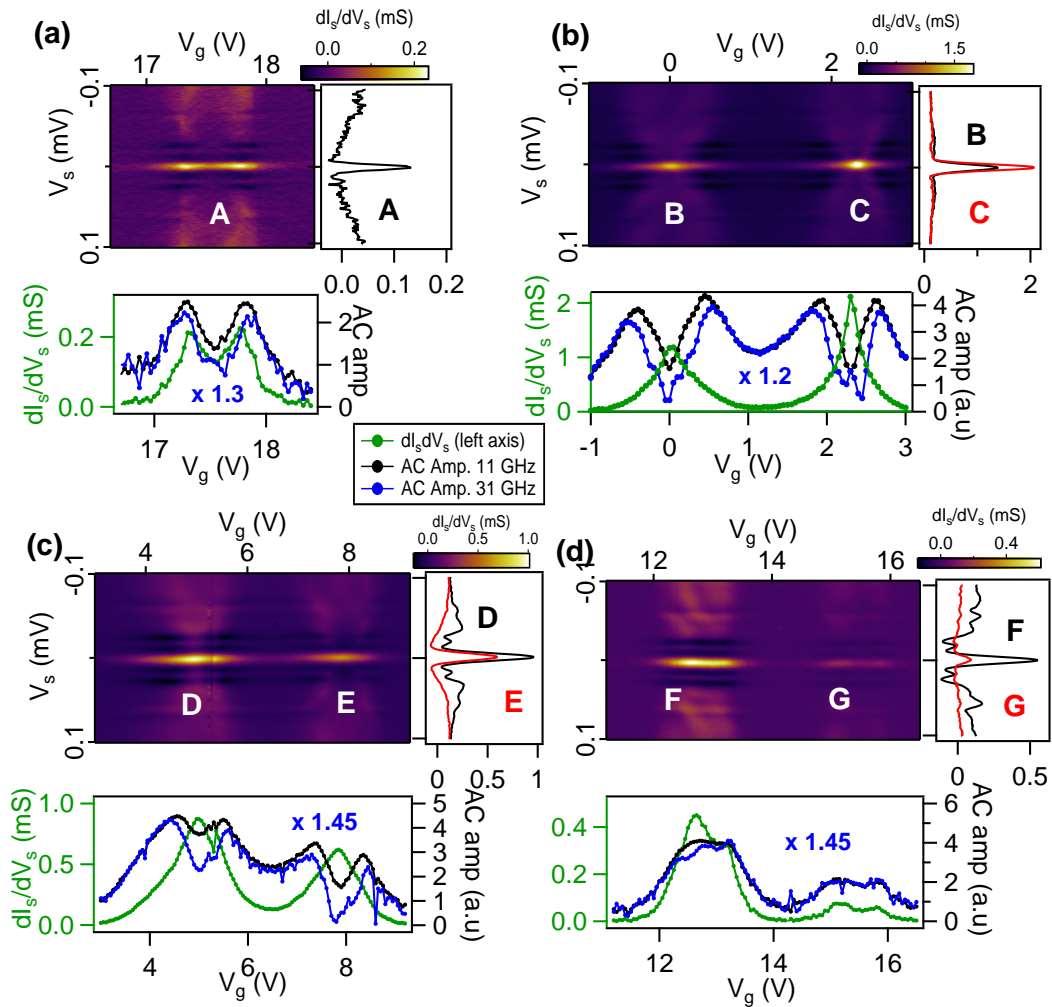 (a)
dIs/dVs (mS)
0.0 0.2
Vg (V)
17 18
-0.1
Vs (mV)
0.1
A
A
0.0 0.1 0.2
dIs/dVs (mS)
0.2
0.0
AC amp
2
1
0
x 1.3
17 18
Vg (V)
(b)
dIs/dVs (mS)
0.0 1.5
Vg (V)
0 2
-0.1
Vs (mV)
0.1
B C
B
C
0 2
dIs/dVs (mS)
2
1
0
AC amp (a.u)
4
3
2
1
0
x 1.2
-1 0 1 2 3
Vg (V)
dIsdVs (left axis)
AC Amp. 11 GHz
AC Amp. 31 GHz
(c)
dIs/dVs (mS)
0.0 0.5 1.0
Vg (V)
4 6 8
-0.1
Vs (mV)
0.1
D E
D
E
0 0.5 1
dIs/dVs (mS)
1.0
0.5
0.0
AC amp (a.u)
5
4
3
2
1
0
x 1.45
4 6 8
Vg (V)
(d)
dIs/dVs (mS)
0.0 0.4
Vg (V)
12 13 14 15 16
-0.1
Vs (mV)
0.1
F G
F
G
0 0.5
dIs/dVs (mS)
0.4
0.2
0.0
AC amp (a.u)
6
4
2
0
x 1.45
12 14 16
Vg (V)